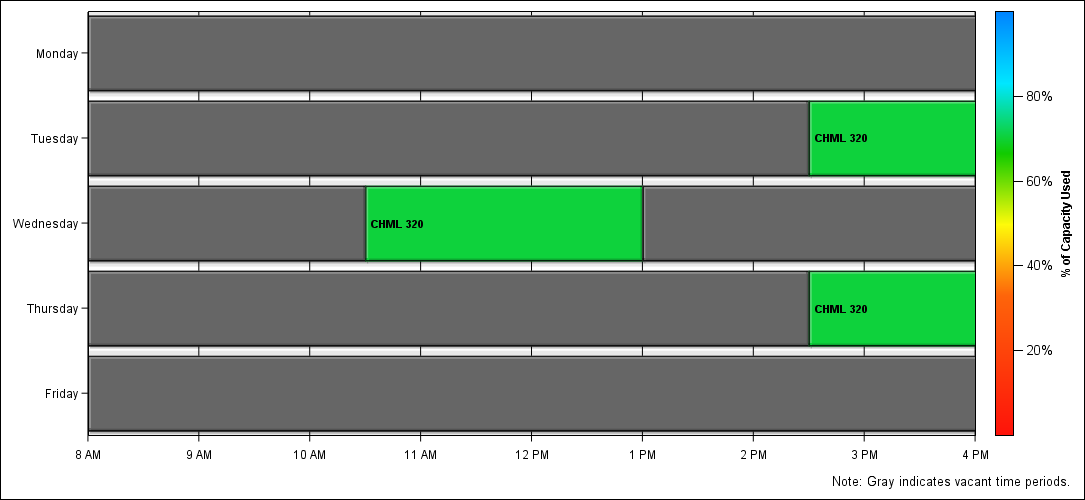 Monday
Tuesday
CHML 320
Wednesday
CHML 320
Thursday
CHML 320
Friday
8 AM 9 AM 10 AM 11 AM 12 PM 1 PM 2 PM 3 PM 4 PM
80%
60%
40%
20%
% of Capacity Used
Note: Gray indicates vacant time periods.